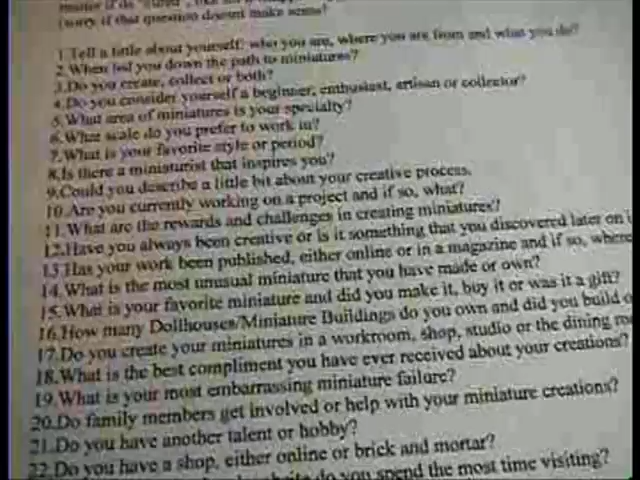 (sorry if that question doesnt make sense!
1.Tell a little about yourself: who you are, where you are from and what you do?
2.When led you down the path to miniatures?
3.Do you create, collect or both?
4.Do you consider yourself a beginner, enthusiast, artisan or collector?
5.What area of miniatures is your specialty?
6.What scale do you prefer to work in?
7.What is your favorite style or period?
8.Is there a miniaturist that inspires you?
9.Could you describe a little bit about your creative process.
10.Are you currently working on a project and if so, what?
11.What are the rewards and challenges in creating miniatures?
12.Have you always been creative or is it something that you discovered later on i
13.Has your work been published, either online or in a magazine and if so, where
14.What is the most unusual miniature that you have made or own?
15.What is your favorite miniature and did you make it, buy it or was it a gift?
16.How many Dollhouses/Miniature Buildings do you own and did you build o
17.Do you create your miniatures in a workroom, shop, studio or the dining ro
18.What is the best compliment you have ever received about your creations?
19.What is your most embarrassing miniature failure?
20.Do family members get involved or help with your miniature creations?
21.Do you have another talent or hobby?
22.Do you have a shop, either online or brick and mortar?
do you spend the most time visiting?